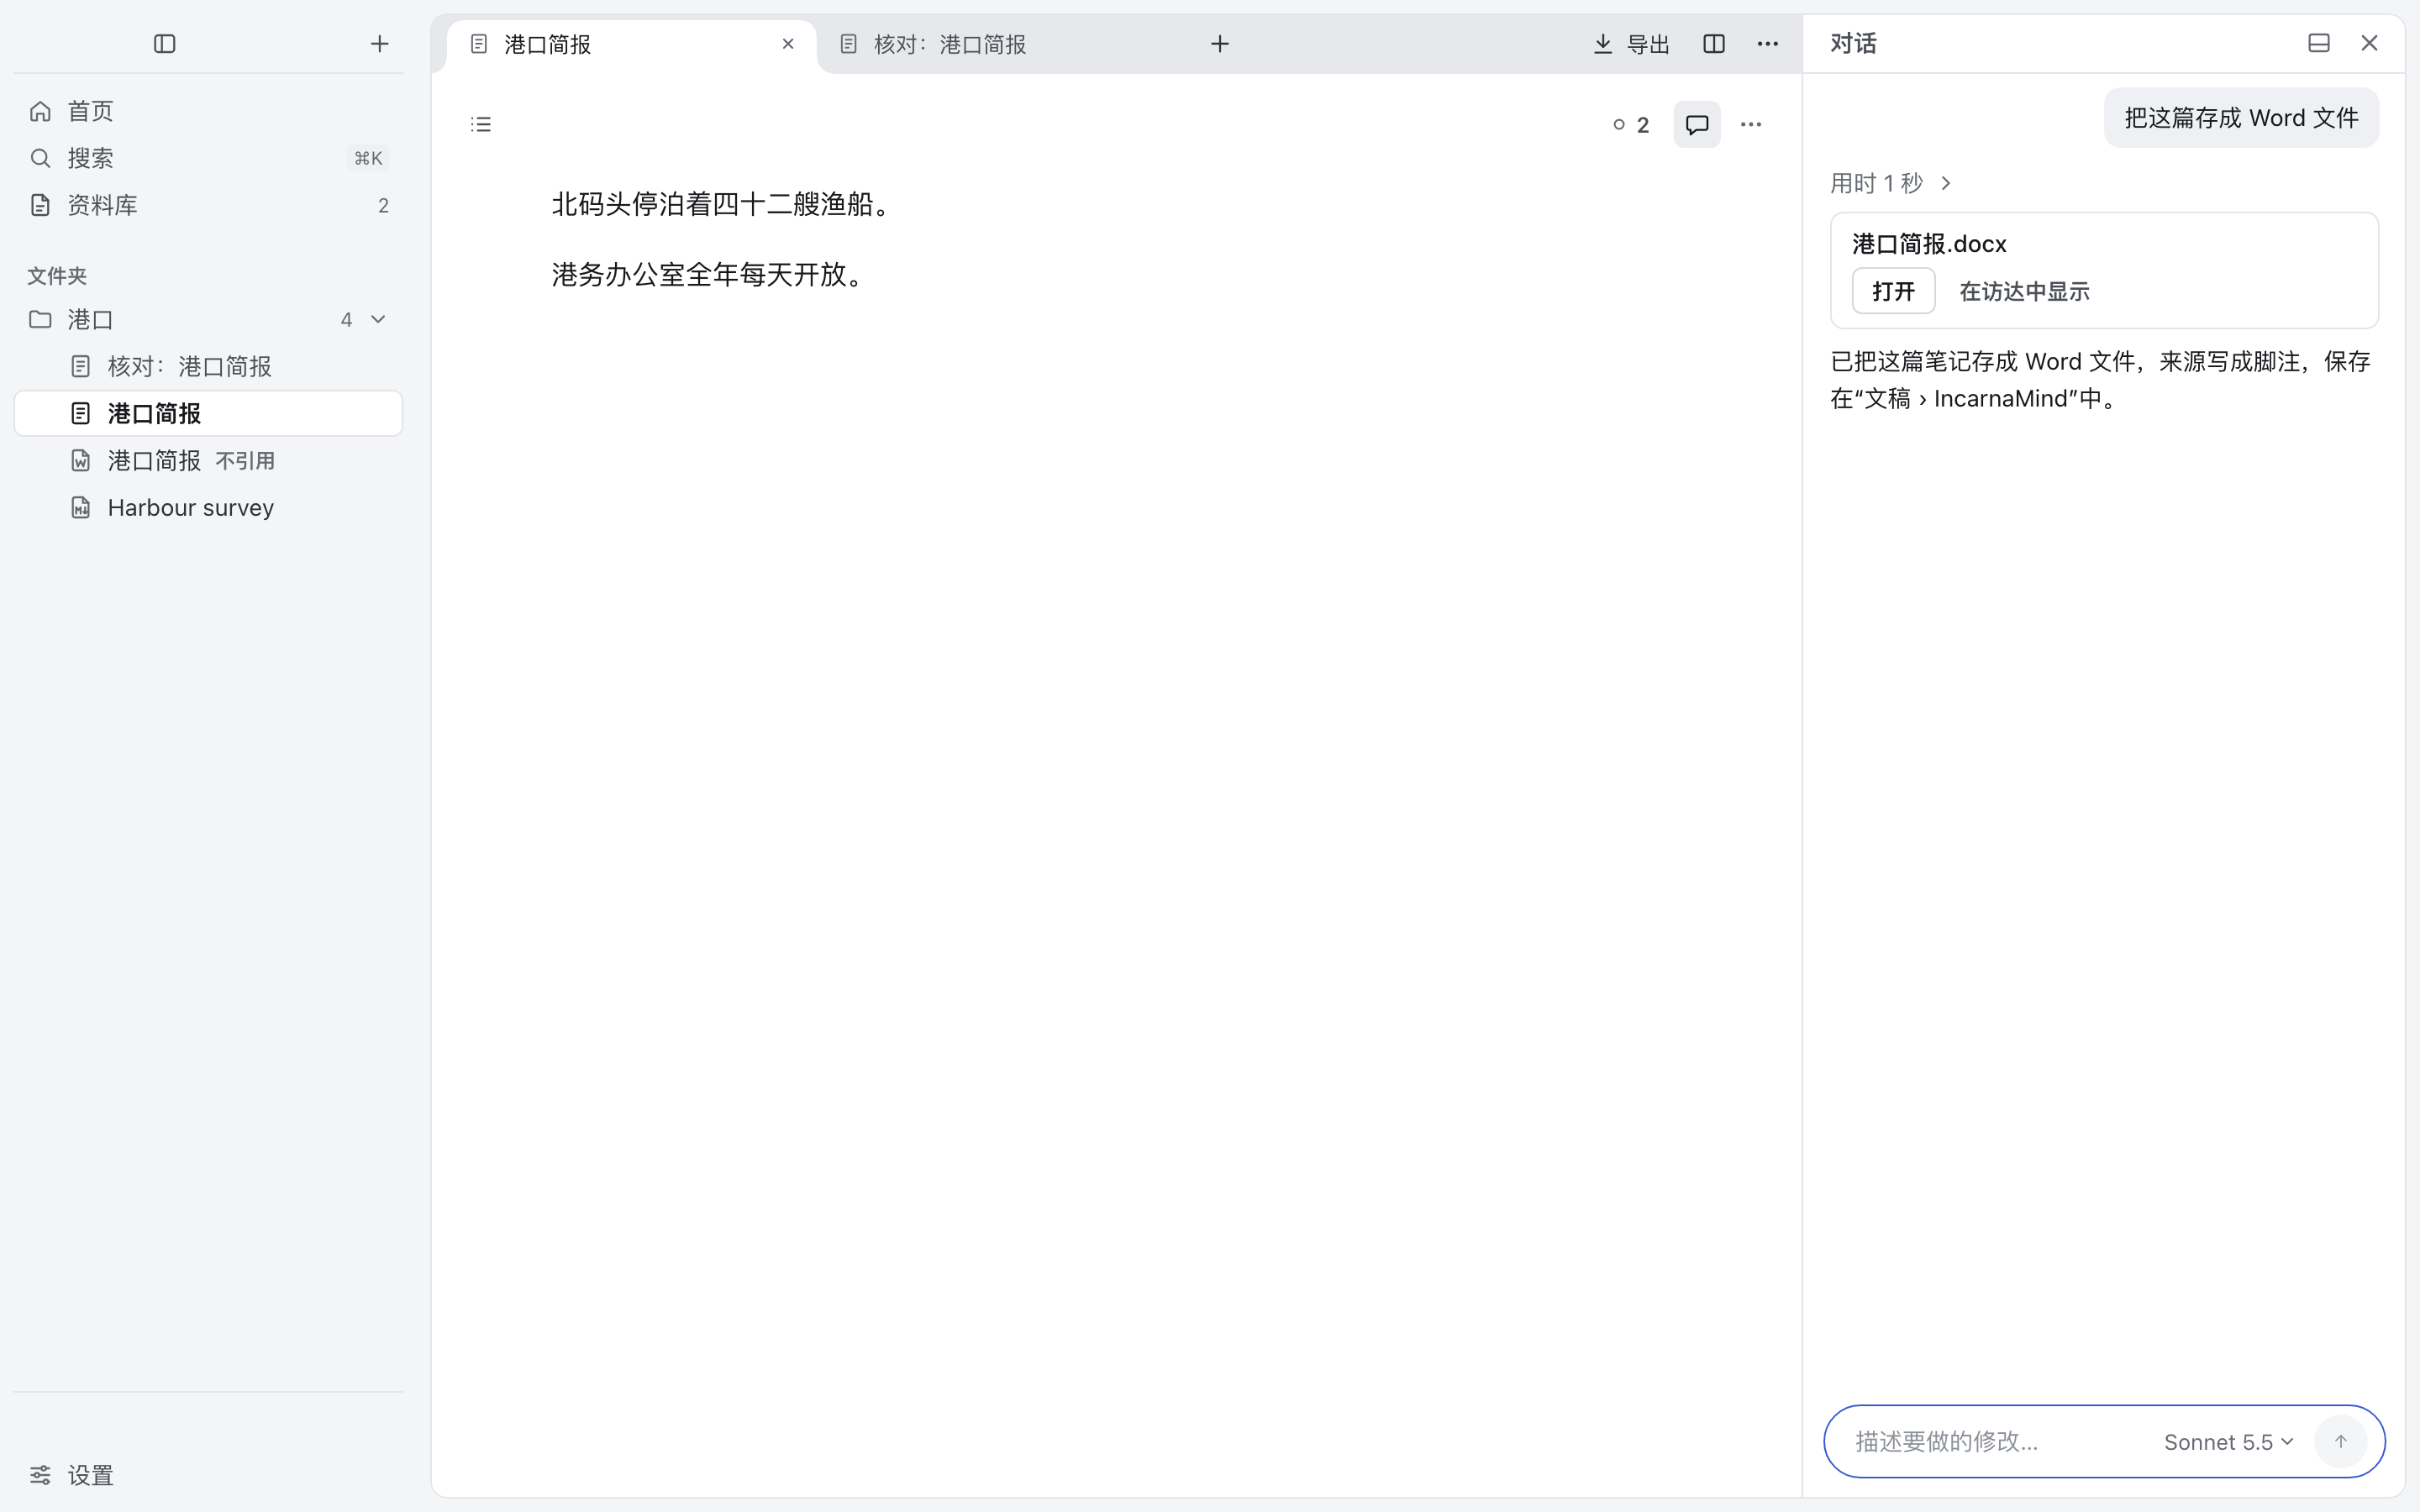 首页
搜索 ⌘K
资料库 2
文件夹
港口 4
核对：港口简报
港口简报
港口简报 不引用
Harbour survey
设置
港口简报
核对：港口简报
导出
2
北码头停泊着四十二艘渔船。
港务办公室全年每天开放。
对话
把这篇存成 Word 文件
用时 1 秒
港口简报.docx
打开 在访达中显示
已把这篇笔记存成 Word 文件，来源写成脚注，保存
在“文稿 › IncarnaMind”中。
描述要做的修改... Sonnet 5.5